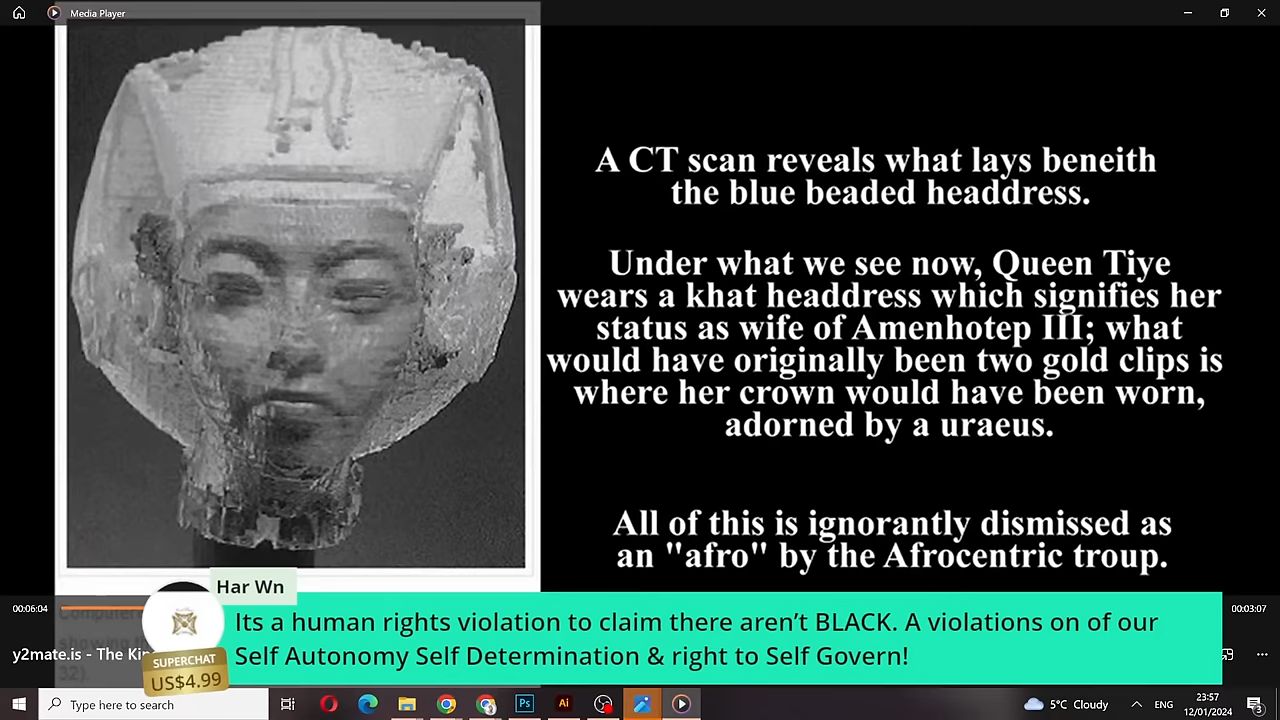 Media Player
A CT scan reveals what lays beneith
the blue beaded headdress.
Under what we see now, Queen Tiye
wears a khat headdress which signifies her
status as wife of Amenhotep III; what
would have originally been two gold clips is
where her crown would have been worn,
adorned by a uraeus.
All of this is ignorantly dismissed as
an "afro" by the Afrocentric troup.
Har Wn
00:06:04
00:03:07
Its a human rights violation to claim there aren't BLACK. A violations on of our
Self Autonomy Self Determination & right to Self Govern!
y2mate.is - The
SUPERCHAT
US$4.99
32).
Type here to search
Ps
Ai
5°C Cloudy
ENG
23:57
12/01/2024
3